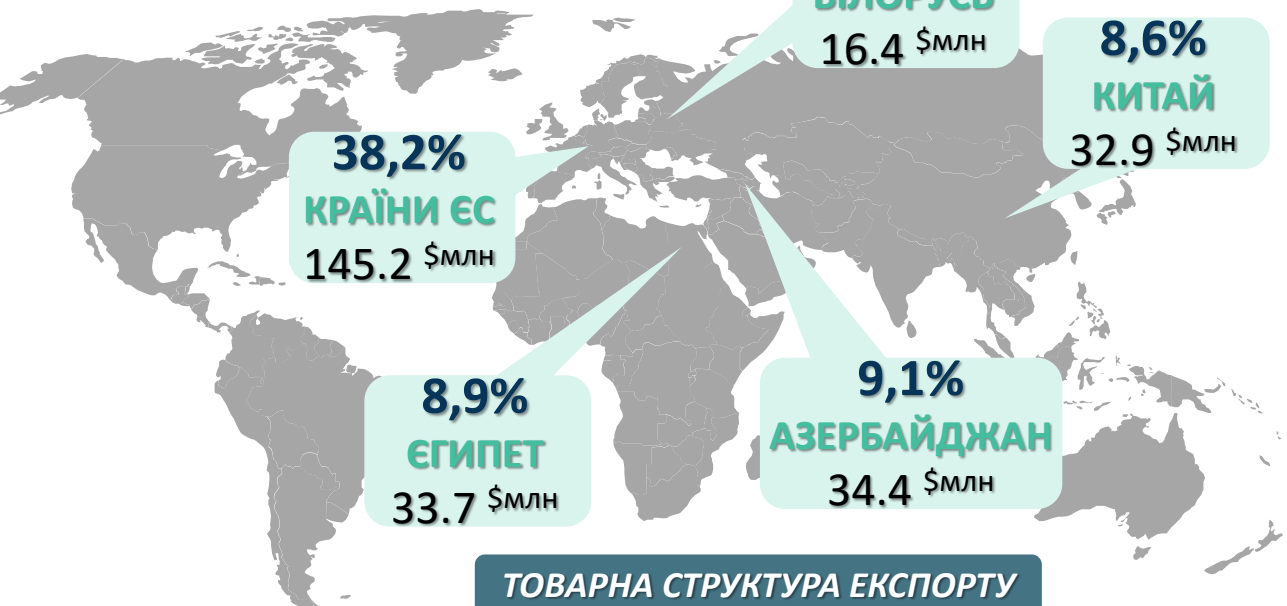 БІЛОРУСЬ
16.4 $млн
8,6%
КИТАЙ
32.9 $млн
38,2%
КРАЇНИ ЄС
145.2 $млн
8,9%
ЄГИПЕТ
33.7 $млн
9,1%
АЗЕРБАЙДЖАН
34.4 $млн
ТОВАРНА СТРУКТУРА ЕКСПОРТУ